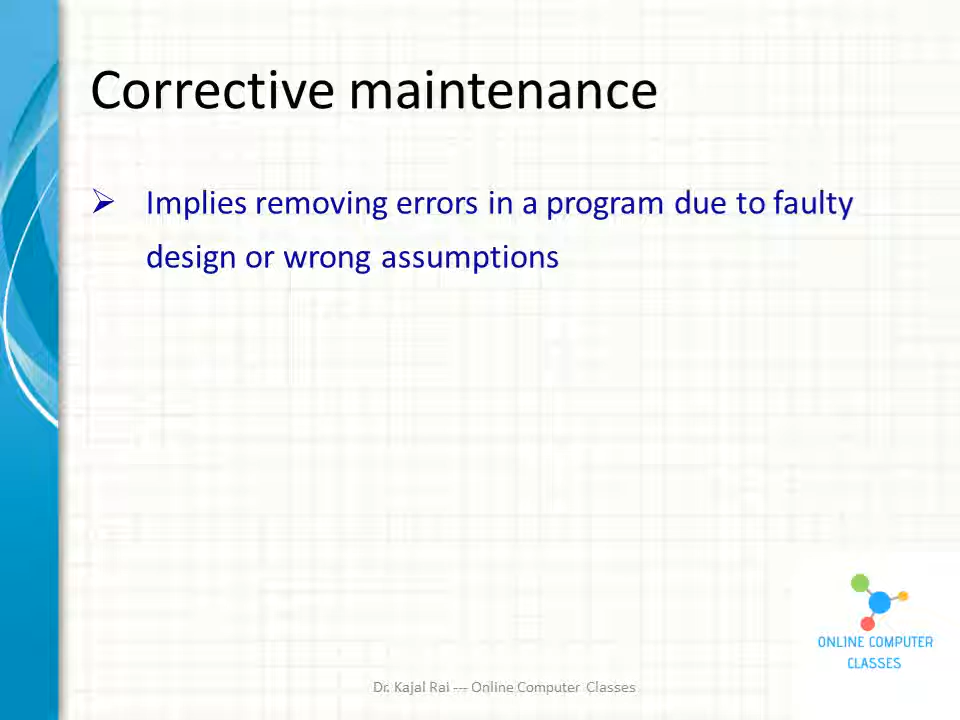 Corrective maintenance
➢ Implies removing errors in a program due to faulty
design or wrong assumptions
ONLINE COMPUTER
CLASSES
Dr. Kajal Rai --- Online Computer Classes